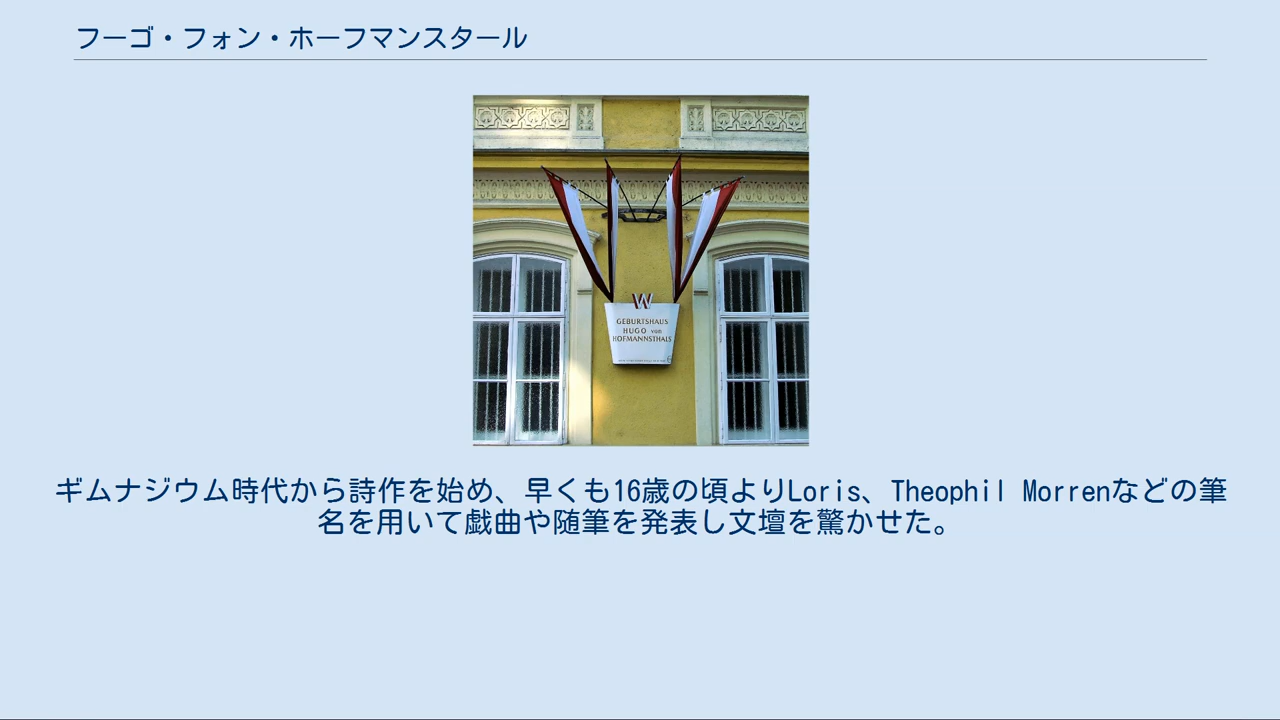 フーゴ・フォン・ホーフマンスタール
W
GEBURTSHAUS
HUGO von
HOFMANNSTHALS
ギムナジウム時代から詩作を始め、早くも16歳の頃よりLoris、Theophil Morrenなどの筆
名を用いて戯曲や随筆を発表し文壇を驚かせた。